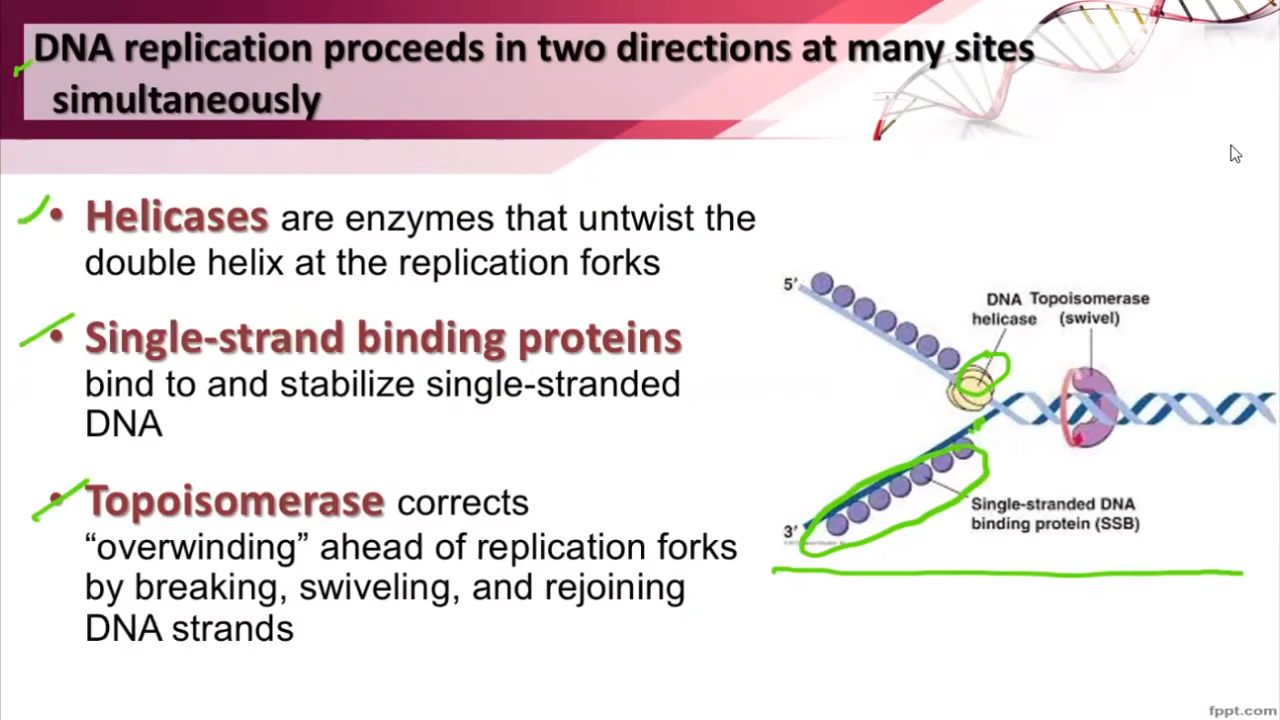 DNA replication proceeds in two directions at many sites
simultaneously
• Helicases are enzymes that untwist the
double helix at the replication forks
• Single-strand binding proteins
bind to and stabilize single-stranded
DNA
• Topoisomerase corrects
“overwinding” ahead of replication forks
by breaking, swiveling, and rejoining
DNA strands
5’
DNA
helicase
Topoisomerase
(swivel)
Single-stranded DNA
binding protein (SSB)
3’
fppt.com